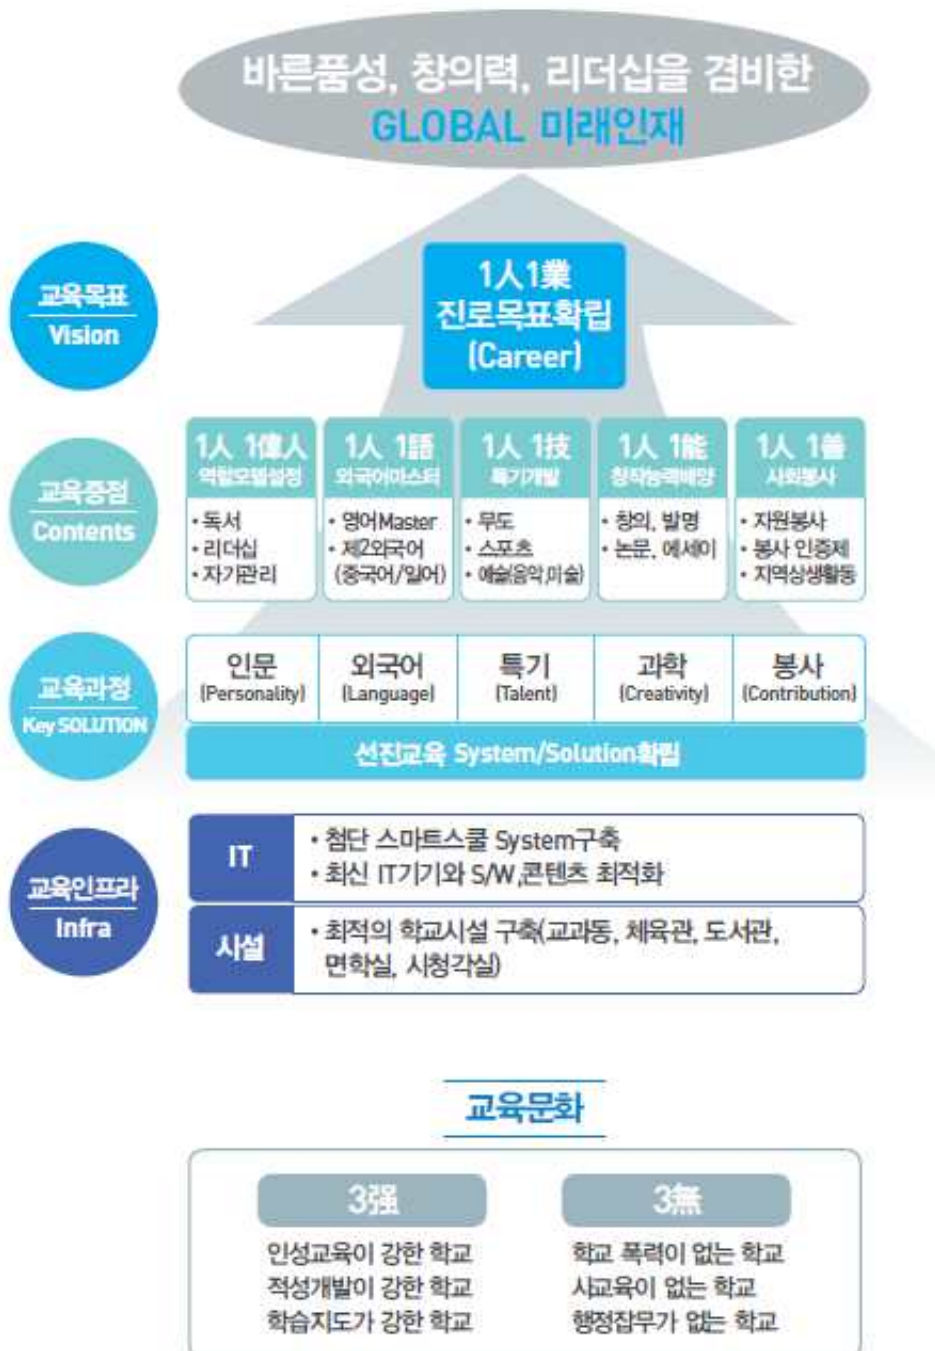 바른품성, 창의력, 리더십을 겸비한
GLOBAL 미래인재
교육목표
Vision
1人1業
진로목표확립
(Career)
교육중점
Contents
1人 1偉人
역할모델설정
• 독서
• 리더십
• 자기관리
1人 1語
외국어마스터
• 영어Master
• 제2외국어
(중국어/일어)
1人 1技
특기개발
• 무도
• 스포츠
• 예술(음악,미술)
1人 1能
창작능력배양
• 창의, 발명
• 논문, 에세이
1人 1善
사회봉사
• 자원봉사
• 봉사 인증제
• 지역상생활동
교육과정
Key SOLUTION
인문
(Personality)
외국어
(Language)
특기
(Talent)
과학
(Creativity)
봉사
(Contribution)
선진교육 System/Solution확립
교육인프라
Infra
IT
• 첨단 스마트스쿨 System구축
• 최신 IT기기와 S/W,콘텐츠 최적화
시설
• 최적의 학교시설 구축(교과동, 체육관, 도서관,
면학실, 시청각실)
교육문화
3强
인성교육이 강한 학교
적성개발이 강한 학교
학습지도가 강한 학교
3無
학교 폭력이 없는 학교
사교육이 없는 학교
행정잡무가 없는 학교